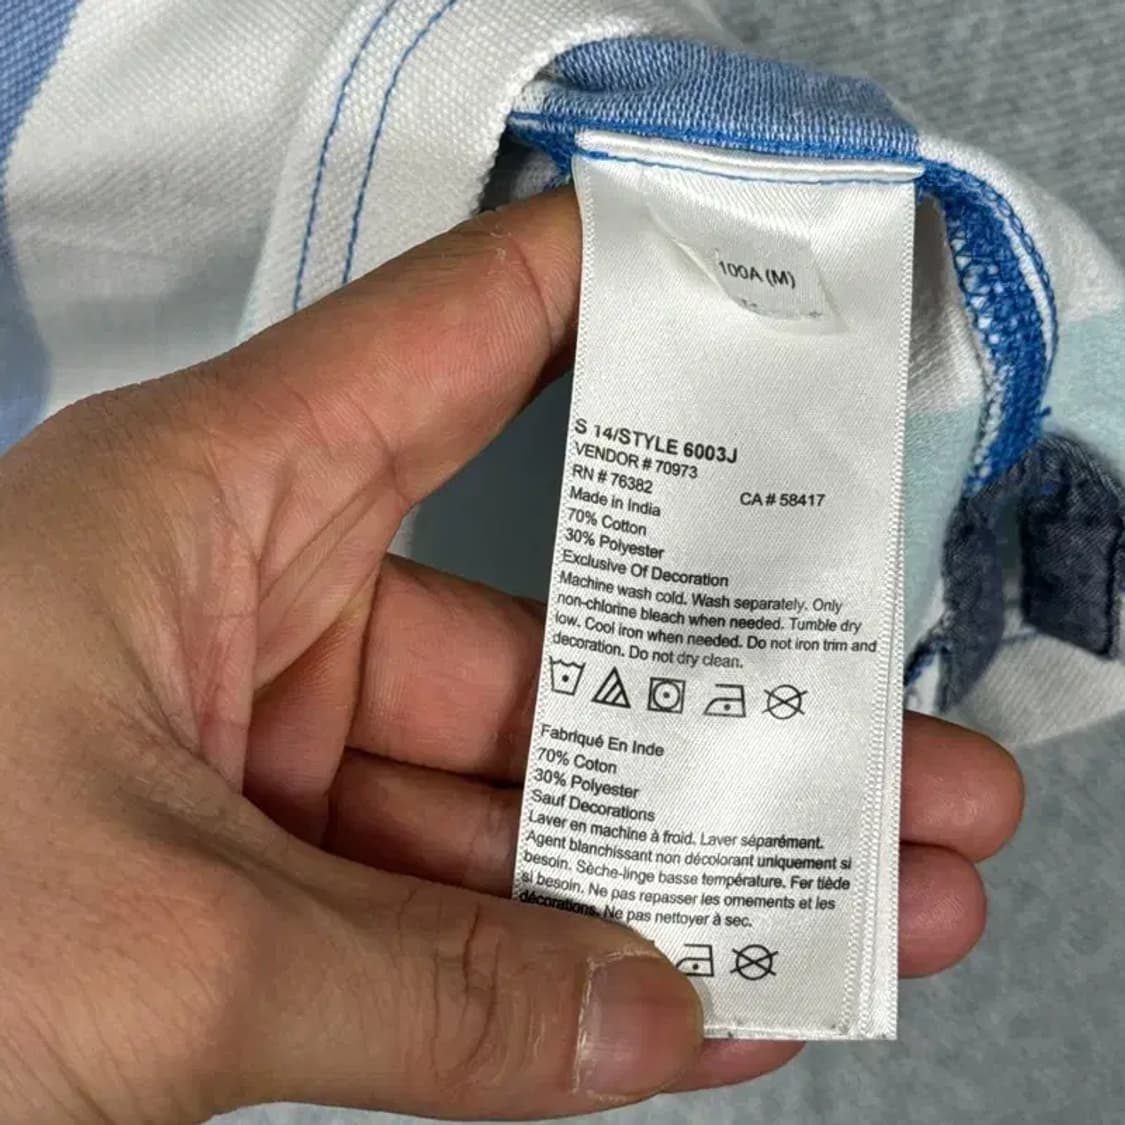 100A (M)
S 14/STYLE 6003J
VENDOR # 70973
RN # 76382 CA # 58417
Made in India
70% Cotton
30% Polyester
Exclusive Of Decoration
Machine wash cold. Wash separately. Only
non-chlorine bleach when needed. Tumble dry
low. Cool iron when needed. Do not iron trim and
decoration. Do not dry clean.
Fabriqué En Inde
70% Coton
30% Polyester
Sauf Decorations
Laver en machine à froid. Laver séparément.
Agent blanchissant non décolorant uniquement si
besoin. Sèche-linge basse température. Fer tiède
si besoin. Ne pas repasser les ornements et les
décorations. Ne pas nettoyer à sec.